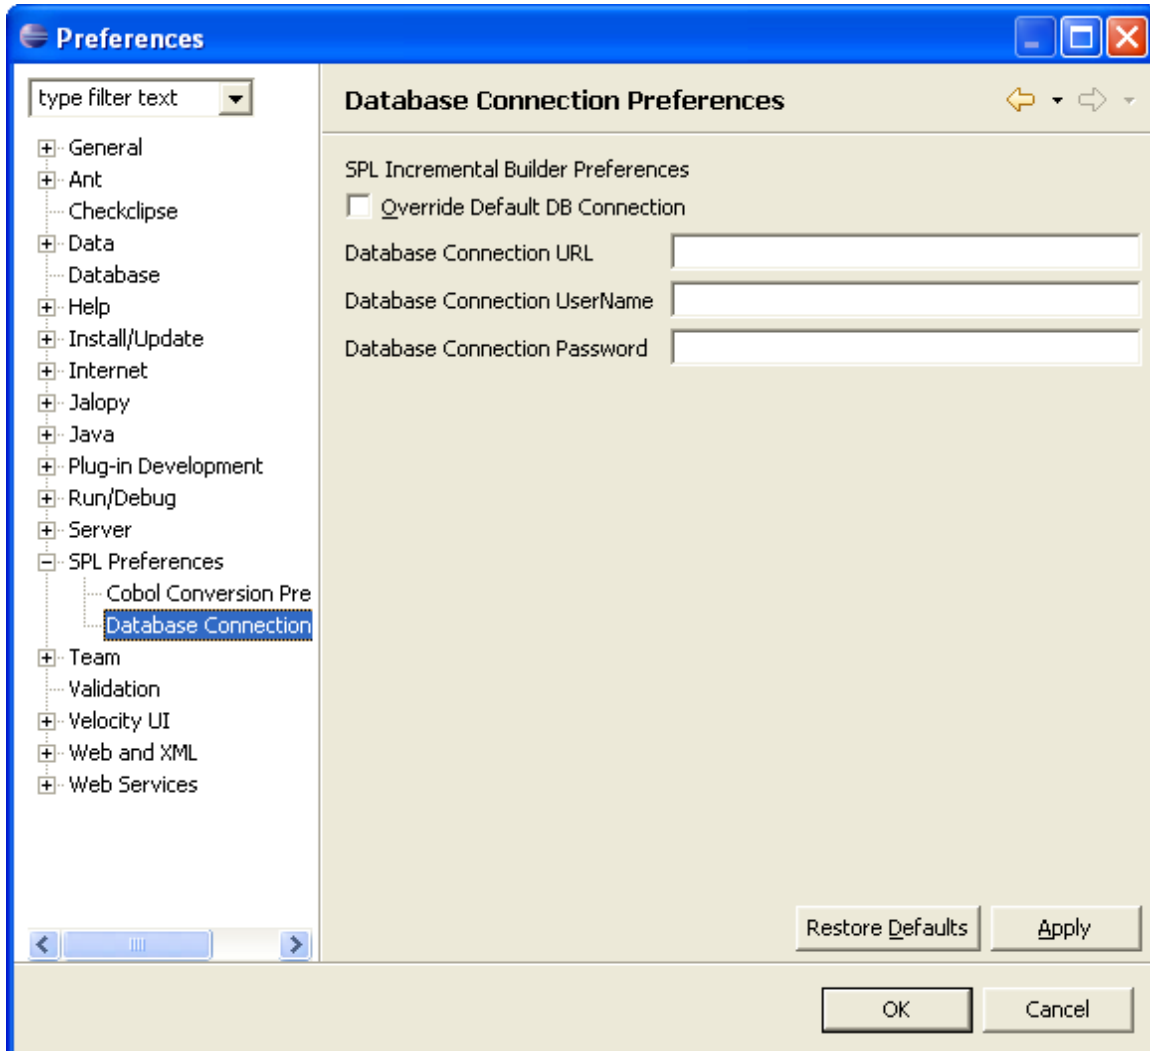 Preferences
type filter text
General
Ant
Checkclipse
Data
Database
Help
Install/Update
Internet
Jalopy
Java
Plug-in Development
Run/Debug
Server
SPL Preferences
Cobol Conversion Pre
Database Connection
Team
Validation
Velocity UI
Web and XML
Web Services
Database Connection Preferences
SPL Incremental Builder Preferences
Override Default DB Connection
Database Connection URL
Database Connection UserName
Database Connection Password
Restore Defaults Apply
OK Cancel